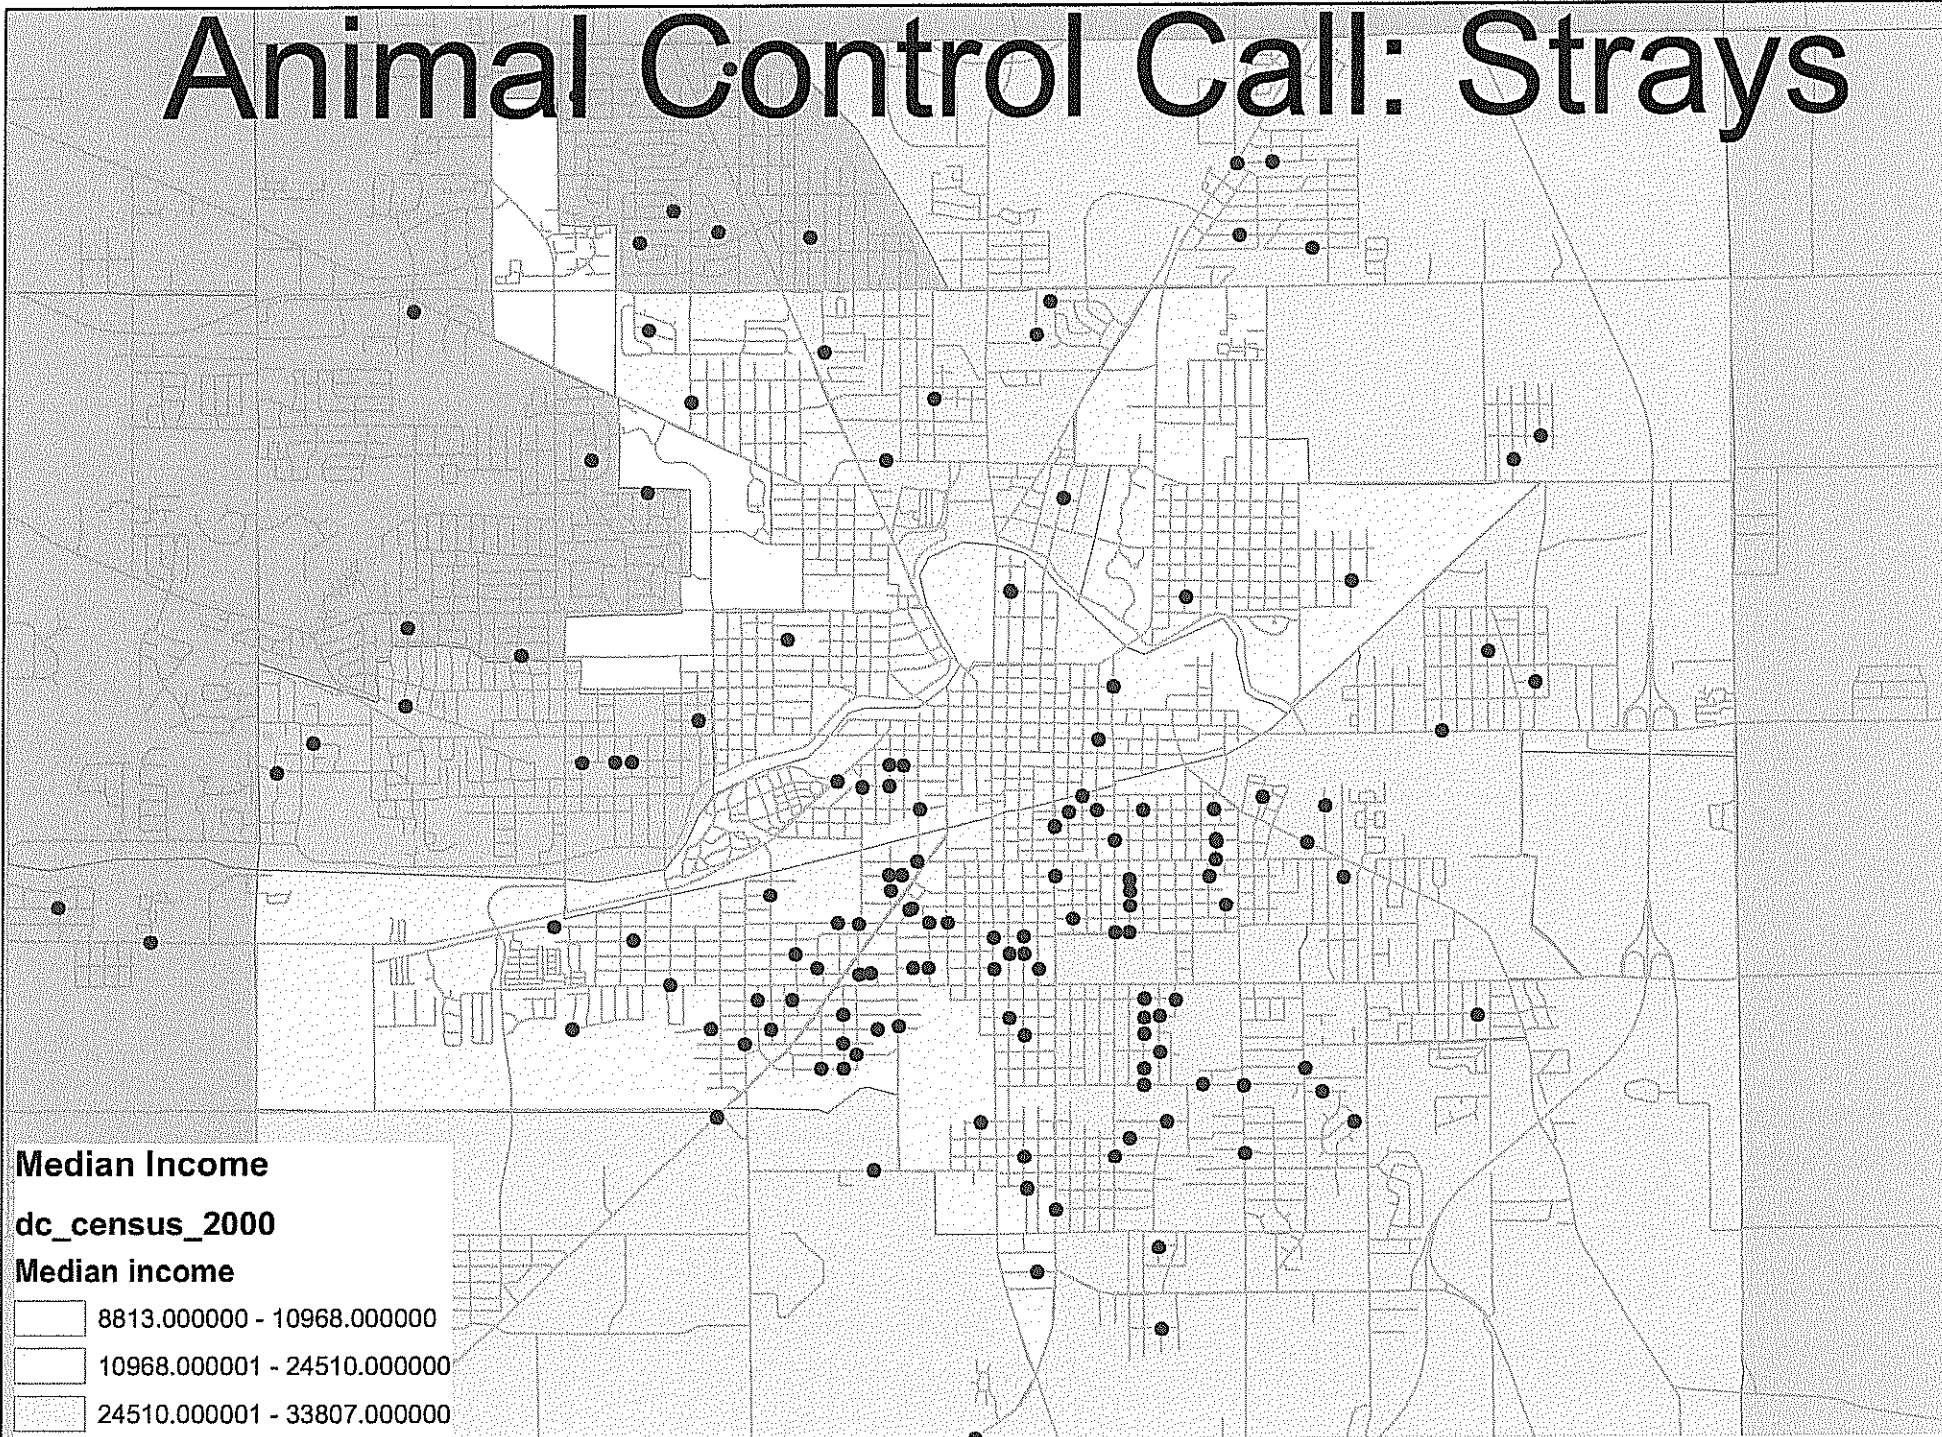 Animal Control Call: Strays
Median Income
dc_census_2000
Median income
8813.000000 - 10968.000000
10968.000001 - 24510.000000
24510.000001 - 33807.000000